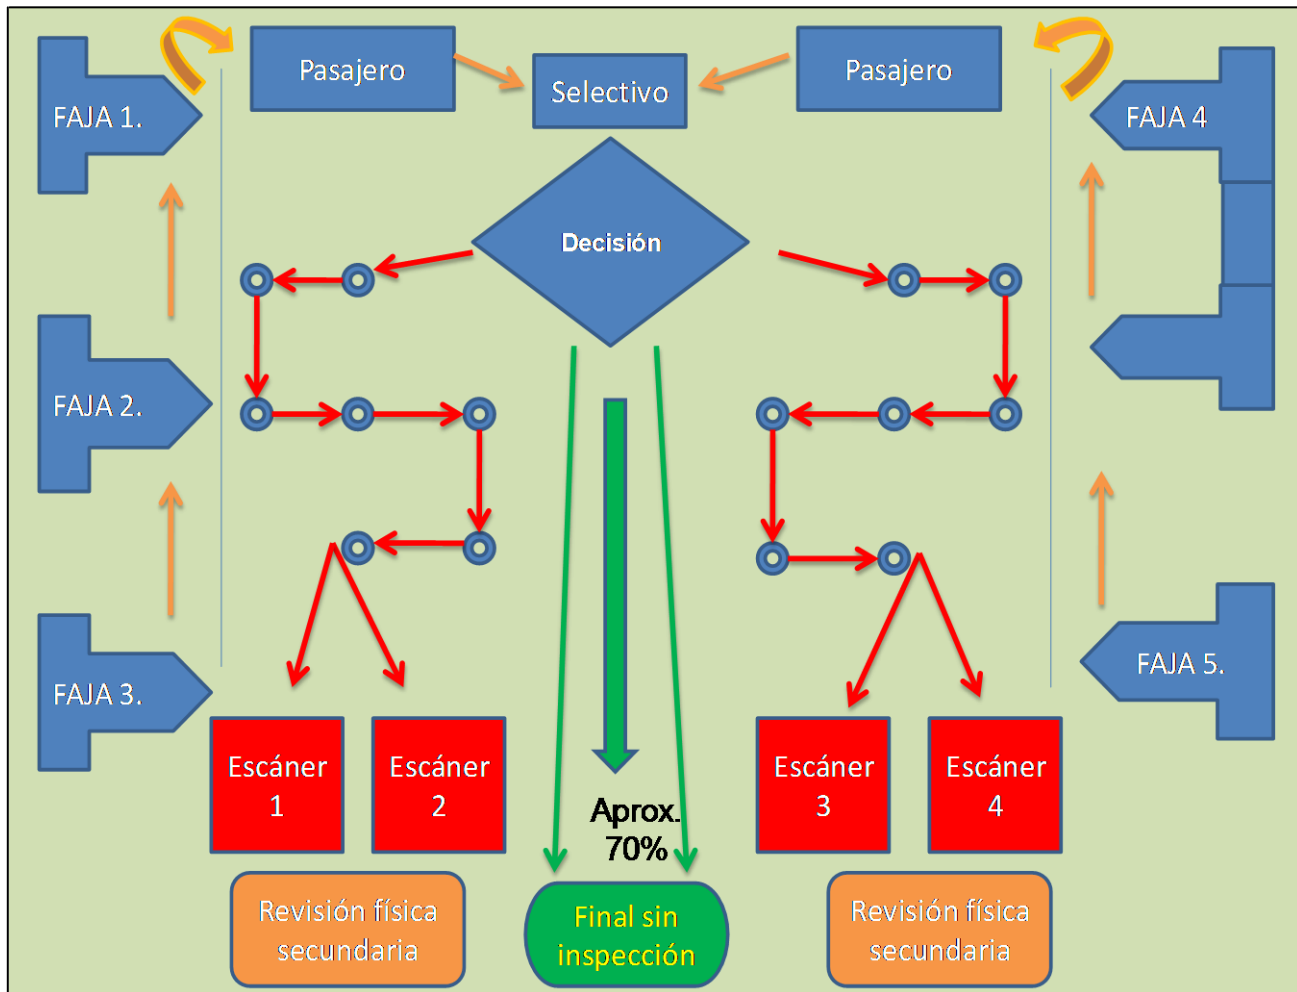 Pasajero
Selectivo
Pasajero
FAJA 1.
FAJA 4
Decisión
FAJA 2.
FAJA 3.
FAJA 5.
Escáner
1
Escáner
2
Aprox.
70%
Escáner
3
Escáner
4
Revisión física
secundaria
Final sin
inspección
Revisión física
secundaria